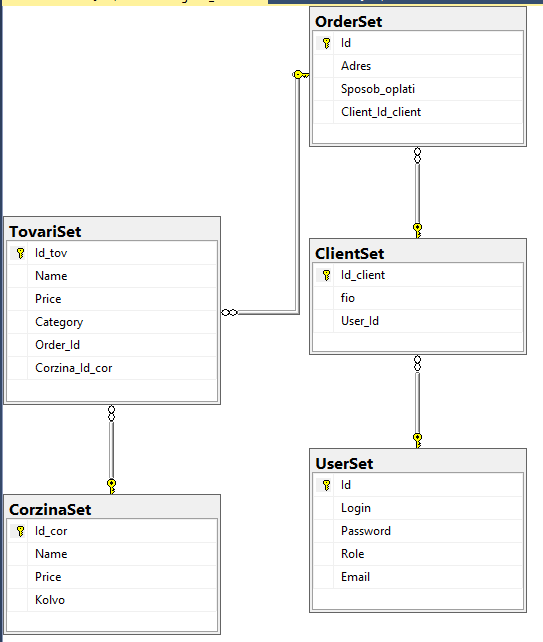 OrderSet
Id
Adres
Sposob_oplati
Client_Id_client
TovariSet
Id_tov
Name
Price
Category
Order_Id
Corzina_Id_cor
ClientSet
Id_client
fio
User_Id
CorzinaSet
Id_cor
Name
Price
Kolvo
UserSet
Id
Login
Password
Role
Email